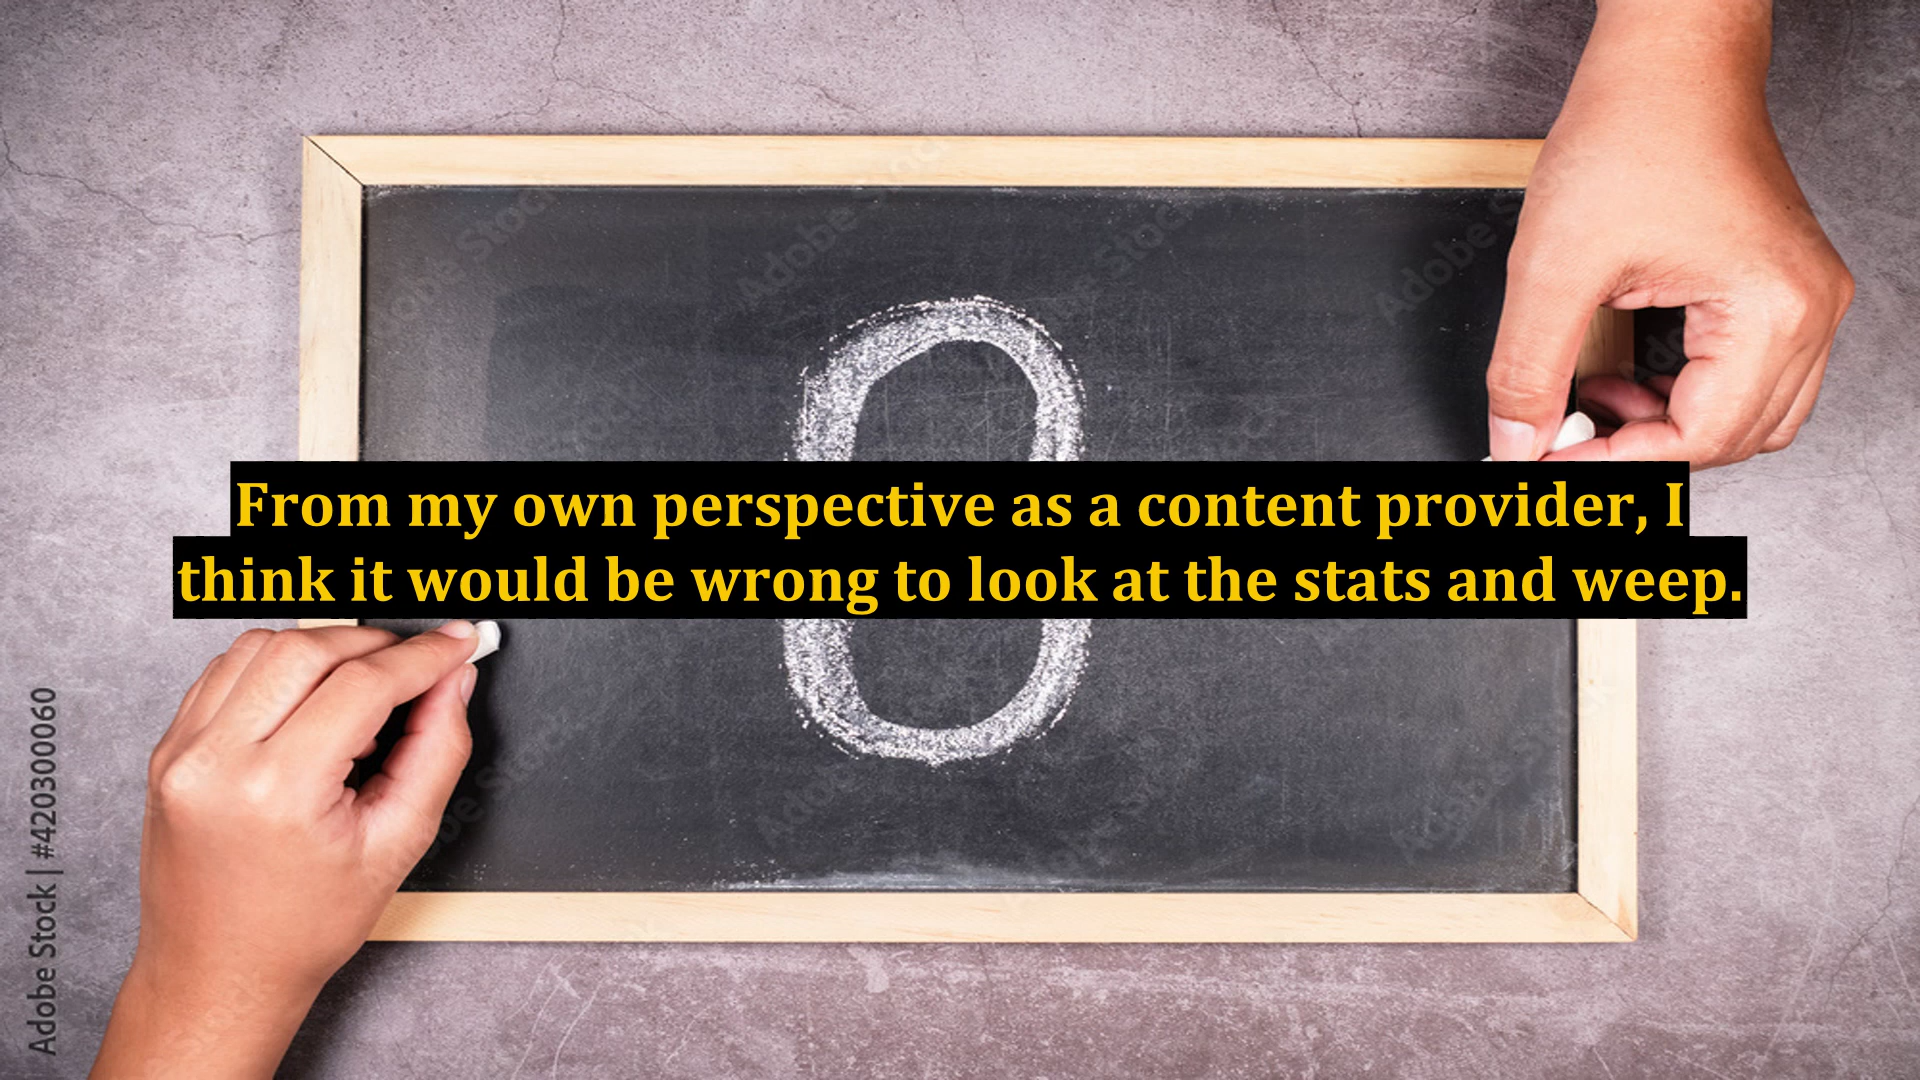 From my own perspective as a content provider, I
think it would be wrong to look at the stats and weep.
Adobe Stock | #420300060